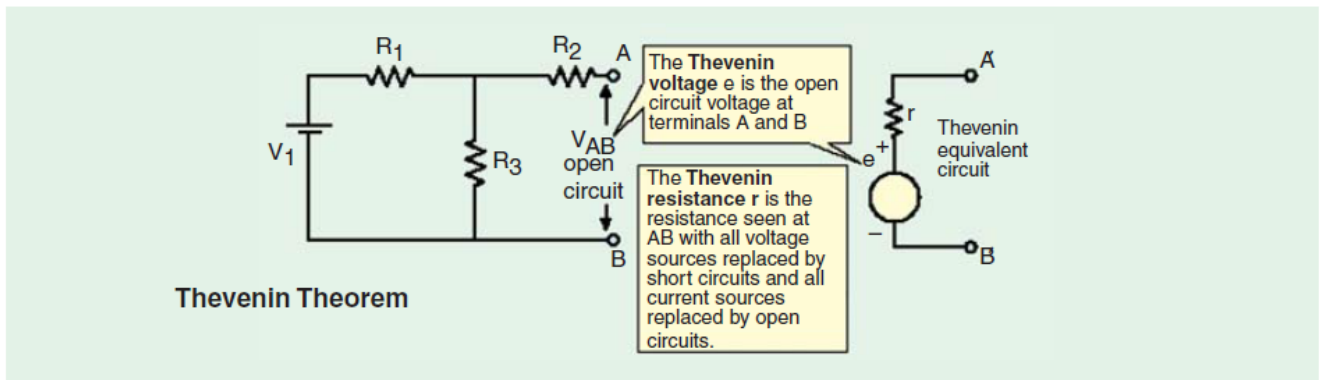 R1
R2
A
V1
R3
VAB
open
circuit
B
The Thevenin
voltage e is the open
circuit voltage at
terminals A and B
The Thevenin
resistance r is the
resistance seen at
AB with all voltage
sources replaced by
short circuits and all
current sources
replaced by open
circuits.
A′
r
Thevenin
equivalent
circuit
e
+
–
B′
Thevenin Theorem